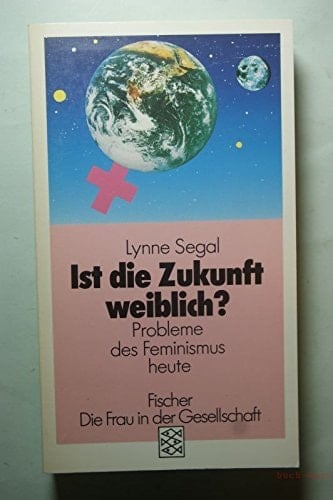 Lynne Segal
Ist die Zukunft
weiblich?
Probleme
des Feminismus
heute
Fischer
Die Frau in der Gesellschaft